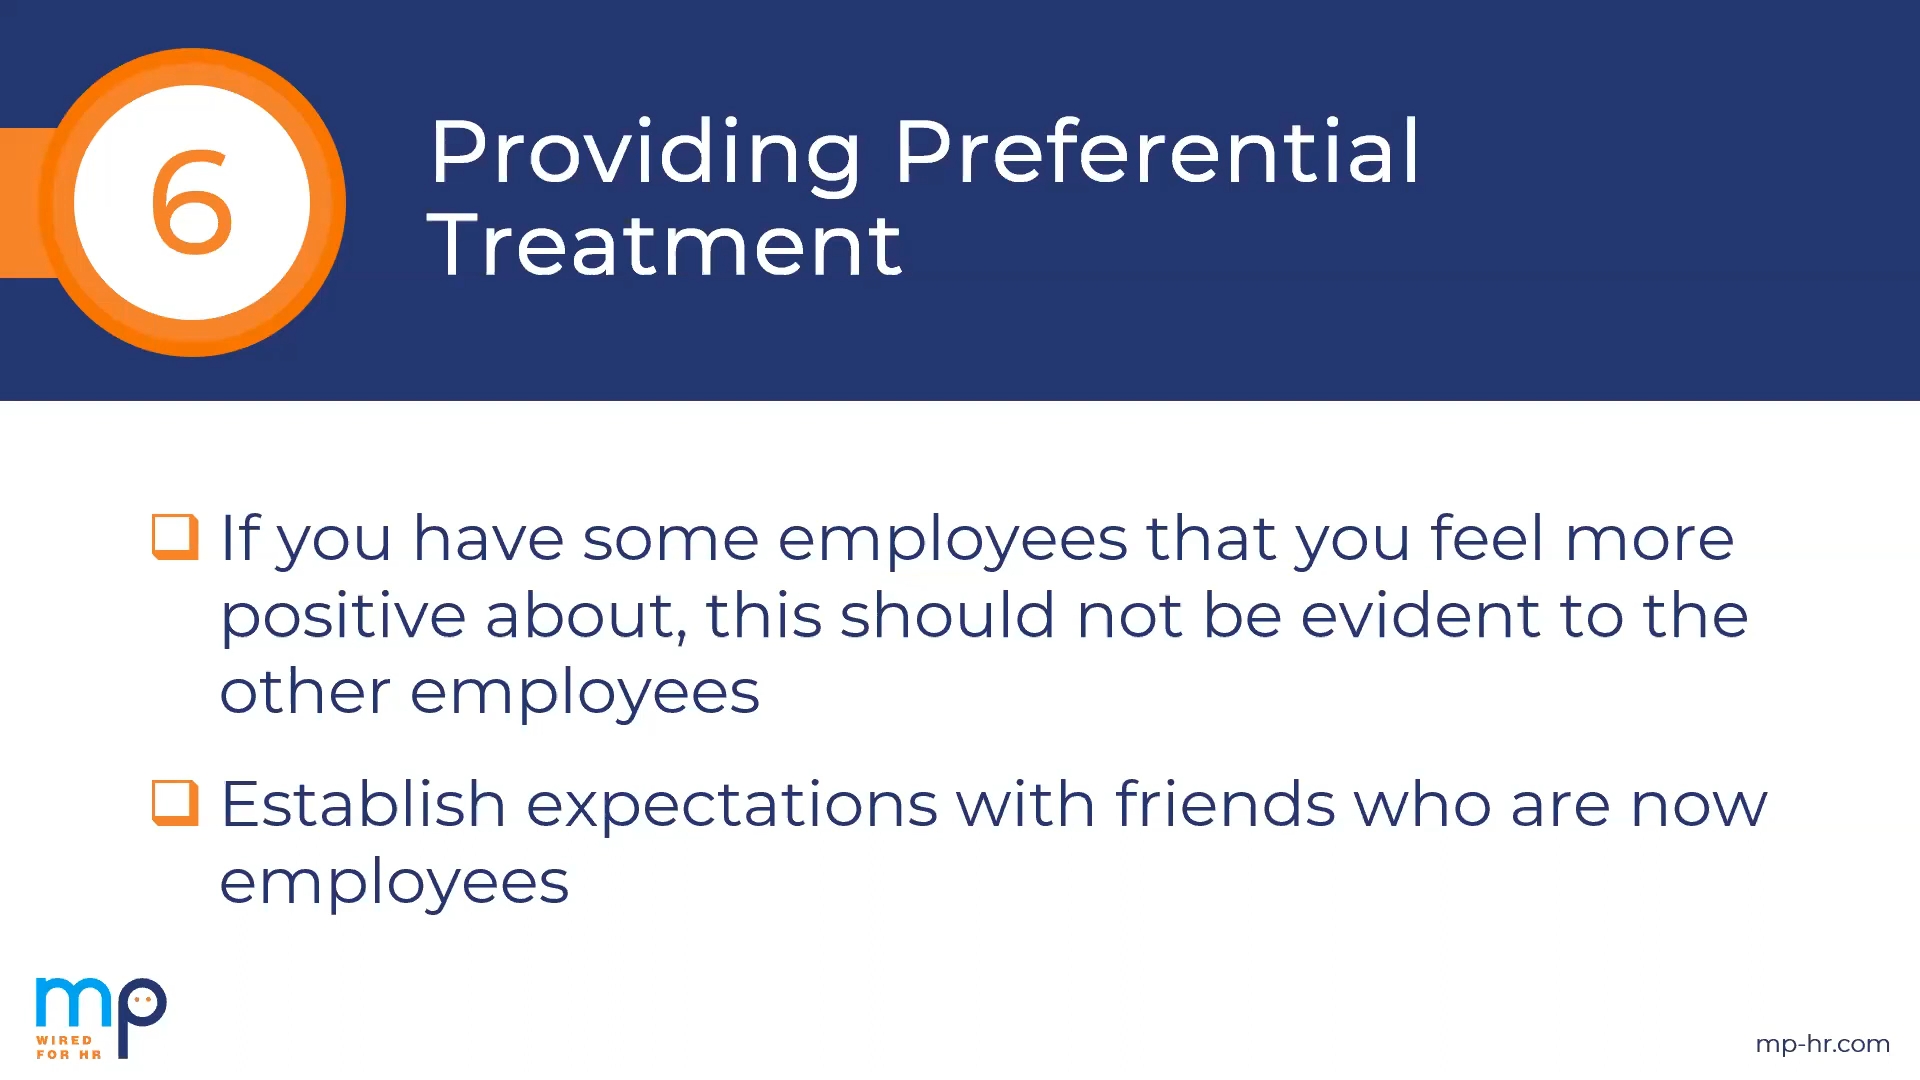 6
Providing Preferential
Treatment
If you have some employees that you feel more
positive about, this should not be evident to the
other employees
Establish expectations with friends who are now
employees
mp
WIRED
FOR HR
mp-hr.com